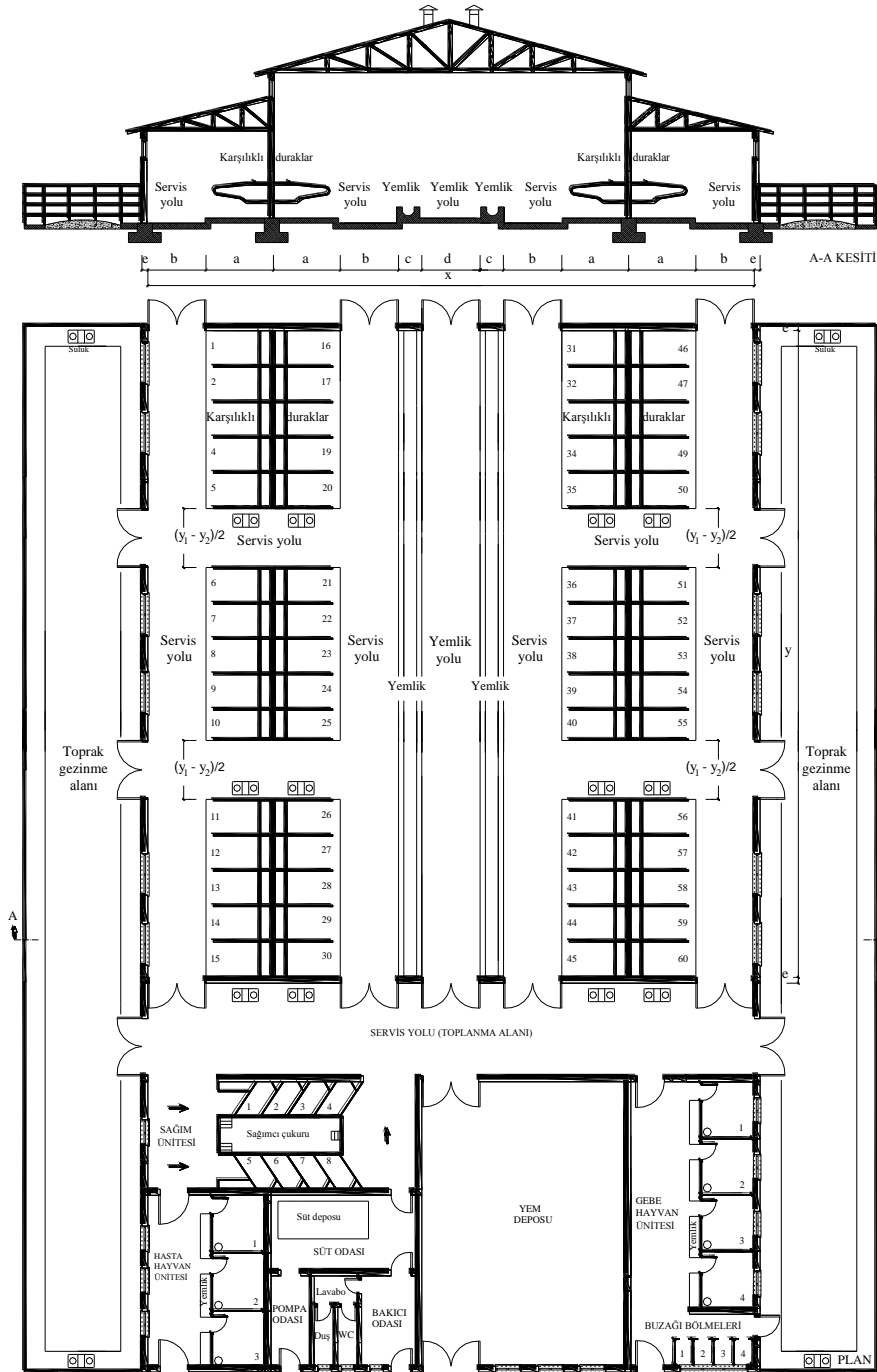 Karşılıklı duraklar
Karşılıklı duraklar
Servis yolu
Servis yolu
Yemlik
Yemlik yolu
Yemlik
Servis yolu
Servis yolu
e b a a b c d c b a a b e
A-A KESİTİ
x
e
Suluk
Suluk
1 16 31 46
2 17 32 47
Karşılıklı duraklar
Karşılıklı duraklar
4 19 34 49
5 20 35 50
(y1 - y2)/2
Servis yolu
Servis yolu
(y1 - y2)/2
6 21 36 51
7 22 37 52
Servis yolu
Servis yolu
Yemlik yolu
Servis yolu
Servis yolu
y
8 23 38 53
9 24 39 54
Yemlik
Yemlik
10 25 40 55
Toprak gezinme alanı
(y1 - y2)/2
(y1 - y2)/2
Toprak gezinme alanı
11 26 41 56
12 27 42 57
13 28 43 58
14 29 44 59
A
15 30 45 60
e
SERVİS YOLU (TOPLANMA ALANI)
1 2 3 4
SAĞIM ÜNİTESİ
Sağımcı çukuru
5 6 7 8
1
2
3
4
YEM DEPOSU
GEBE HAYVAN ÜNİTESİ
Yemlik
Süt deposu
SÜT ODASI
HASTA HAYVAN ÜNİTESİ
Yemlik
1
2
3
POMPA ODASI
Lavabo
Duş
WC
BAKICI ODASI
BUZAĞI BÖLMELERİ
1 2 3 4
PLAN